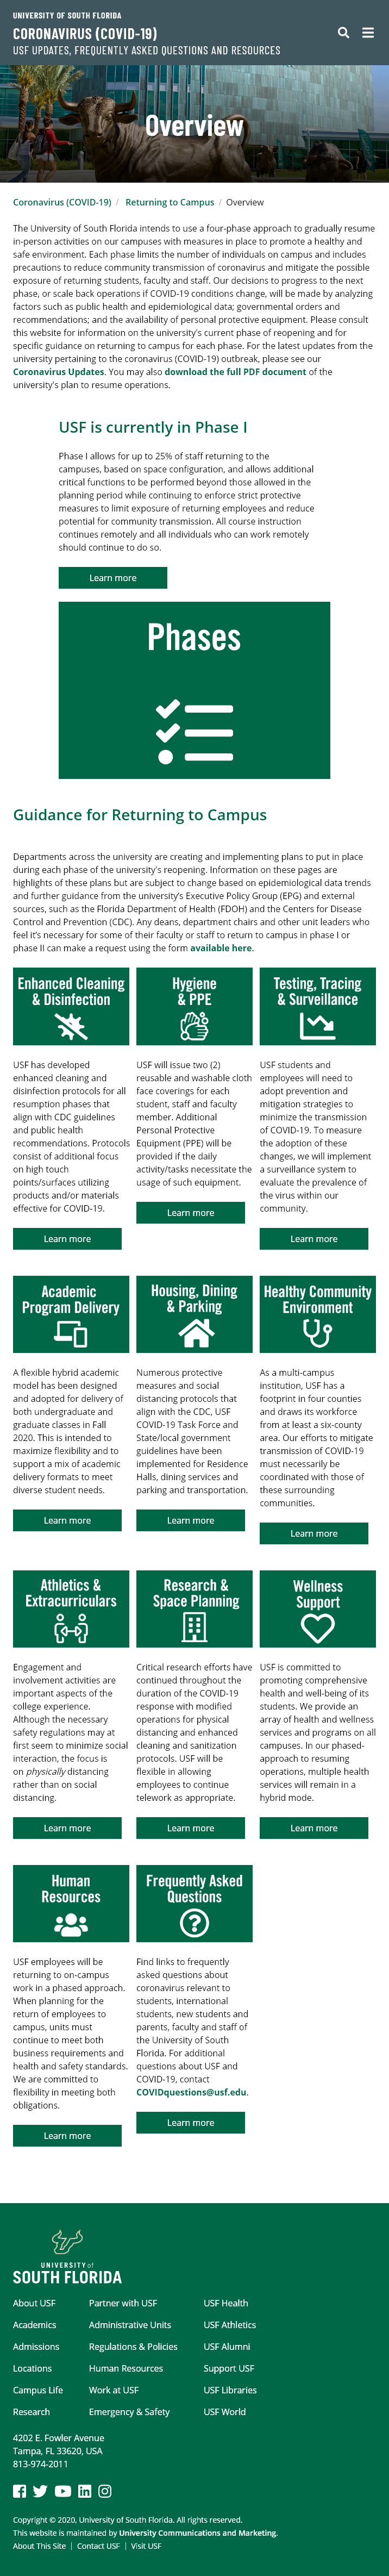 UNIVERSITY OF SOUTH FLORIDA
CORONAVIRUS (COVID-19)
USF UPDATES, FREQUENTLY ASKED QUESTIONS AND RESOURCES
Overview
Coronavirus (COVID-19) / Returning to Campus / Overview
The University of South Florida intends to use a four-phase approach to gradually resume
in-person activities on our campuses with measures in place to promote a healthy and
safe environment. Each phase limits the number of individuals on campus and includes
precautions to reduce community transmission of coronavirus and mitigate the possible
exposure of returning students, faculty and staff. Our decisions to progress to the next
phase, or scale back operations if COVID-19 conditions change, will be made by analyzing
factors such as public health and epidemiological data; governmental orders and
recommendations; and the availability of personal protective equipment. Please consult
this website for information on the university's current phase of reopening and for
specific guidance on returning to campus for each phase. For the latest updates from the
university pertaining to the coronavirus (COVID-19) outbreak, please see our
Coronavirus Updates. You may also download the full PDF document of the
university's plan to resume operations.
USF is currently in Phase I
Phase I allows for up to 25% of staff returning to the
campuses, based on space configuration, and allows additional
critical functions to be performed beyond those allowed in the
planning period while continuing to enforce strict protective
measures to limit exposure of returning employees and reduce
potential for community transmission. All course instruction
continues remotely and all individuals who can work remotely
should continue to do so.
Learn more
Phases
Guidance for Returning to Campus
Departments across the university are creating and implementing plans to put in place
during each phase of the university's reopening. Information on these pages are
highlights of these plans but are subject to change based on epidemiological data trends
and further guidance from the university's Executive Policy Group (EPG) and external
sources, such as the Florida Department of Health (FDOH) and the Centers for Disease
Control and Prevention (CDC). Any deans, department chairs and other unit leaders who
feel it's necessary for some of their faculty or staff to return to campus in phase I or
phase II can make a request using the form available here.
Enhanced Cleaning
& Disinfection
USF has developed
enhanced cleaning and
disinfection protocols for all
resumption phases that
align with CDC guidelines
and public health
recommendations. Protocols
consist of additional focus
on high touch
points/surfaces utilizing
products and/or materials
effective for COVID-19.
Learn more
Hygiene
& PPE
USF will issue two (2)
reusable and washable cloth
face coverings for each
student, staff and faculty
member. Additional
Personal Protective
Equipment (PPE) will be
provided if the daily
activity/tasks necessitate the
usage of such equipment.
Learn more
Testing, Tracing
& Surveillance
USF students and
employees will need to
adopt prevention and
mitigation strategies to
minimize the transmission
of COVID-19. To measure
the adoption of these
changes, we will implement
a surveillance system to
evaluate the prevalence of
the virus within our
community.
Learn more
Academic
Program Delivery
A flexible hybrid academic
model has been designed
and adopted for delivery of
both undergraduate and
graduate classes in Fall
2020. This is intended to
maximize flexibility and to
support a mix of academic
delivery formats to meet
diverse student needs.
Learn more
Housing, Dining
& Parking
Numerous protective
measures and social
distancing protocols that
align with the CDC, USF
COVID-19 Task Force and
State/local government
guidelines have been
implemented for Residence
Halls, dining services and
parking and transportation.
Learn more
Healthy Community
Environment
As a multi-campus
institution, USF has a
footprint in four counties
and draws its workforce
from at least a six-county
area. Our efforts to mitigate
transmission of COVID-19
must necessarily be
coordinated with those of
these surrounding
communities.
Learn more
Athletics &
Extracurriculars
Engagement and
involvement activities are
important aspects of the
college experience.
Although the necessary
safety regulations may at
first seem to minimize social
interaction, the focus is
on physically distancing
rather than on social
distancing.
Learn more
Research &
Space Planning
Critical research efforts have
continued throughout the
duration of the COVID-19
response with modified
operations for physical
distancing and enhanced
cleaning and sanitization
protocols. USF will be
flexible in allowing
employees to continue
telework as appropriate.
Learn more
Wellness
Support
USF is committed to
promoting comprehensive
health and well-being of its
students. We provide an
array of health and wellness
services and programs on all
campuses. In our phased-
approach to resuming
operations, multiple health
services will remain in a
hybrid mode.
Learn more
Human
Resources
USF employees will be
returning to on-campus
work in a phased approach.
When planning for the
return of employees to
campus, units must
continue to meet both
business requirements and
health and safety standards.
We are committed to
flexibility in meeting both
obligations.
Learn more
Frequently Asked
Questions
Find links to frequently
asked questions about
coronavirus relevant to
students, international
students, new students and
parents, faculty and staff of
the University of South
Florida. For additional
questions about USF and
COVID-19, contact
COVIDquestions@usf.edu.
Learn more
UNIVERSITY of
SOUTH FLORIDA
About USF
Academics
Admissions
Locations
Campus Life
Research
Partner with USF
Administrative Units
Regulations & Policies
Human Resources
Work at USF
Emergency & Safety
USF Health
USF Athletics
USF Alumni
Support USF
USF Libraries
USF World
4202 E. Fowler Avenue
Tampa, FL 33620, USA
813-974-2011
Copyright © 2020, University of South Florida. All rights reserved.
This website is maintained by University Communications and Marketing.
About This Site | Contact USF | Visit USF